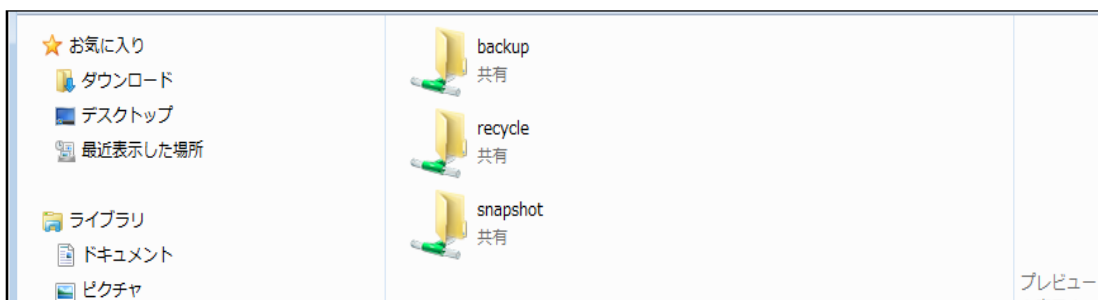 お気に入り
ダウンロード
デスクトップ
最近表示した場所
ライブラリ
ドキュメント
ピクチャ
backup
共有
recycle
共有
snapshot
共有
プレビュー